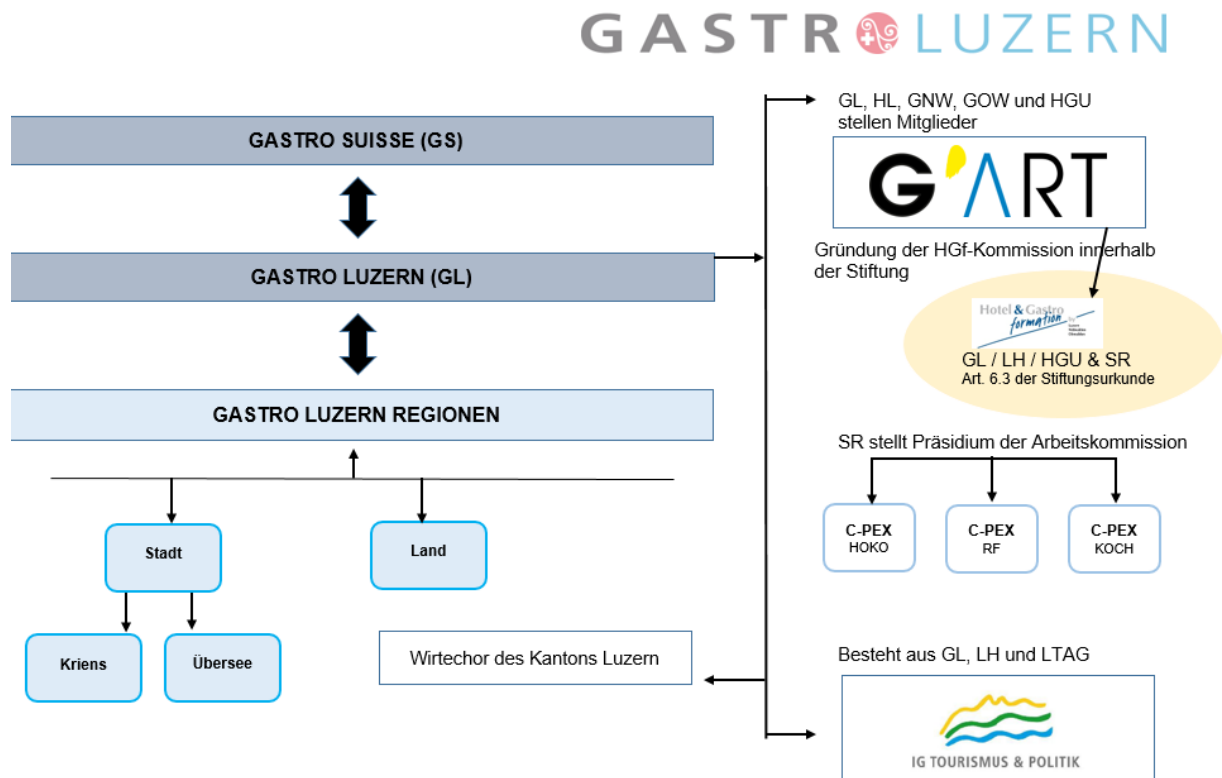 GASTR LUZERN
GASTRO SUISSE (GS)
GASTRO LUZERN (GL)
GASTRO LUZERN REGIONEN
Stadt
Land
Kriens
Übersee
Wirtechor des Kantons Luzern
GL, HL, GNW, GOW und HGU
stellen Mitglieder
G'ART
Gründung der HGf-Kommission innerhalb
der Stiftung
Hotel & Gastro
formation
GL / LH / HGU & SR
Art. 6.3 der Stiftungsurkunde
SR stellt Präsidium der Arbeitskommission
C-PEX
HOKO
C-PEX
RF
C-PEX
KOCH
Besteht aus GL, LH und LTAG
IG TOURISMUS & POLITIK